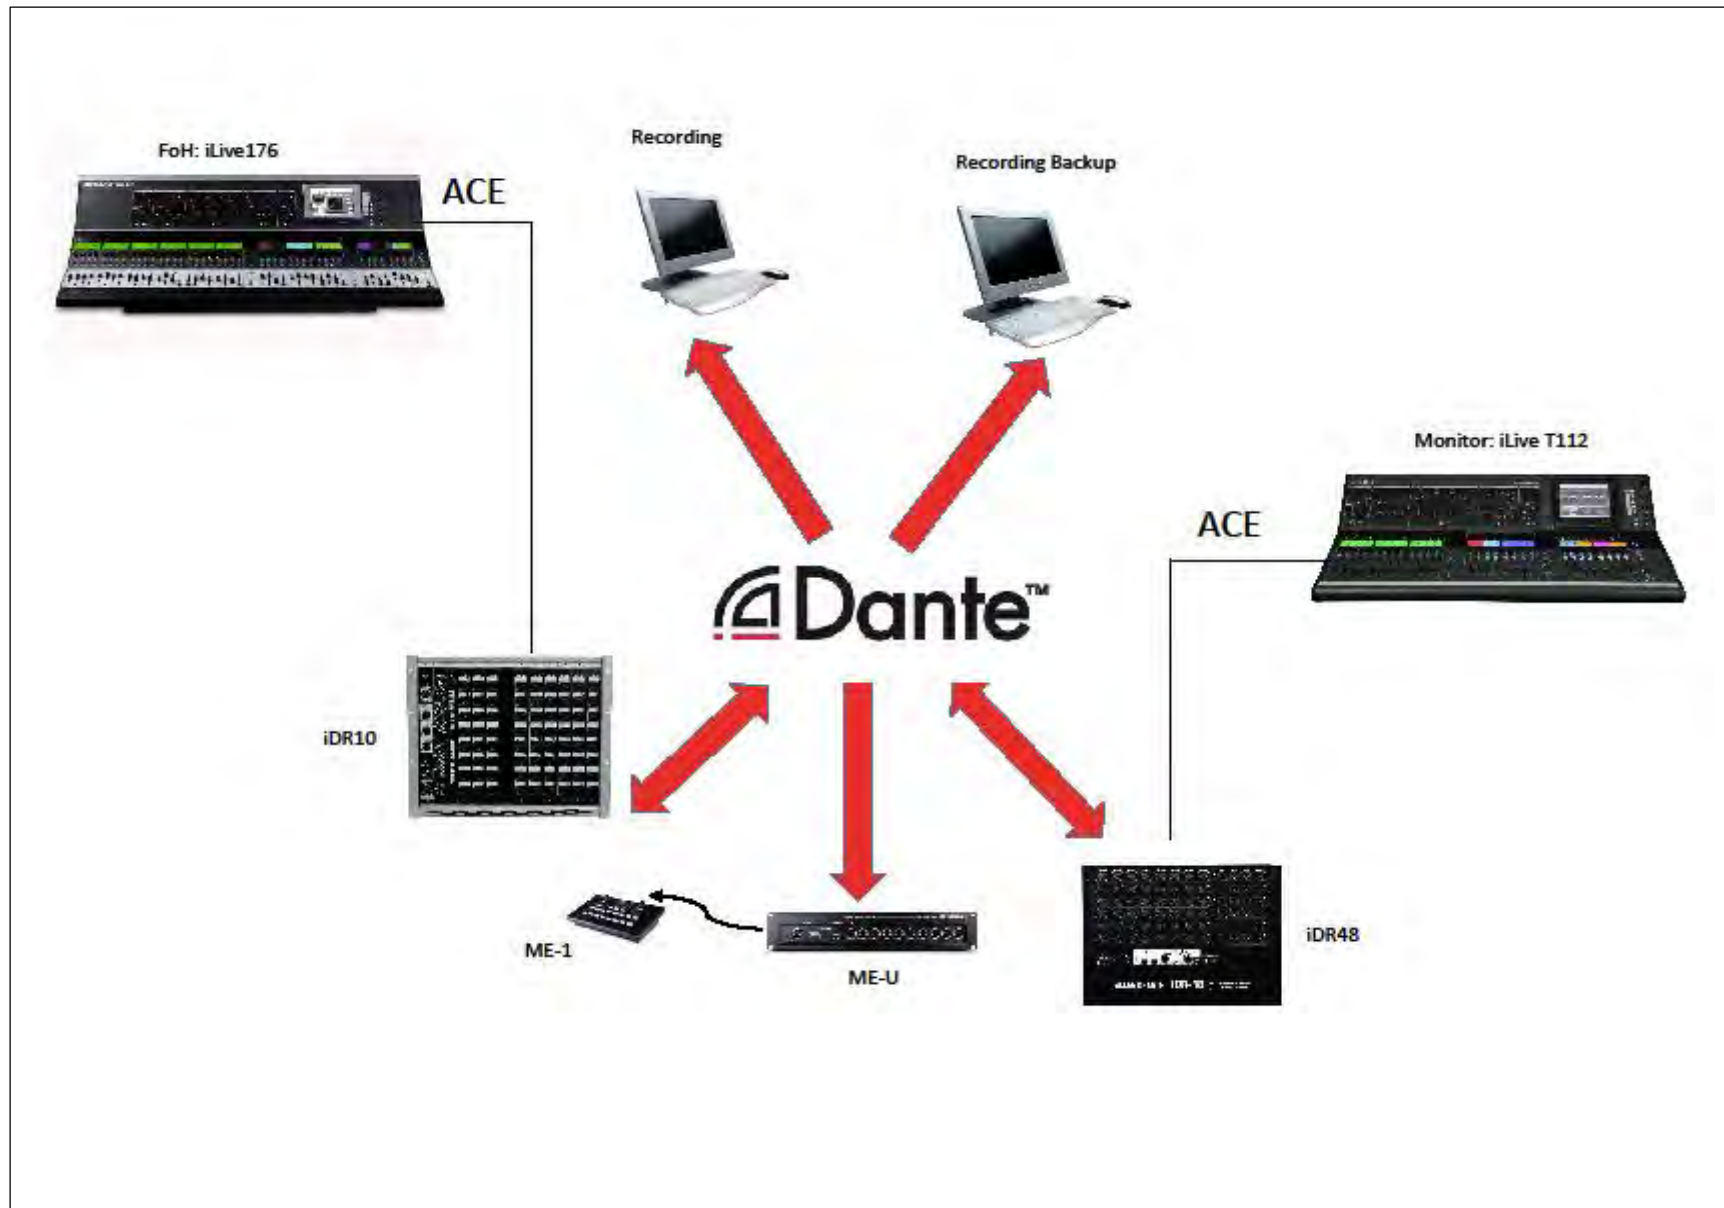 Recording
FoH: iLive176
Recording Backup
ACE
Monitor: iLive T112
ACE
Dante™
iDR10
iDR48
ME-1
ME-U